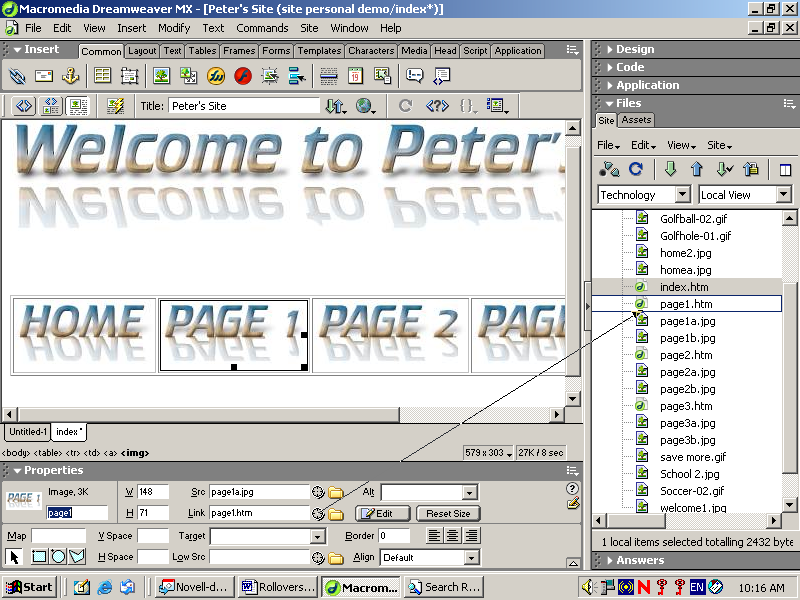 Macromedia Dreamweaver MX - [Peter's Site (site personal demo/index*)]
File Edit View Insert Modify Text Commands Site Window Help
Insert Common Layout Text Tables Frames Forms Templates Characters Media Head Script Application
Title: Peter's Site
Welcome to Peter'
HOME PAGE 1 PAGE 2 PAG
Untitled-1 index*
<body> <table> <tr> <td> <a> <img> 579 x 303 27K / 8 sec
Properties
Image, 3K W 148 Src page1a.jpg Alt
page1 H 71 Link page1.htm Edit Reset Size
Map V Space Target Border 0
H Space Low Src Align Default
Design
Code
Application
Files
Site Assets
File Edit View Site
Technology Local View
Golfball-02.gif
Golfhole-01.gif
home2.jpg
homea.jpg
index.htm
page1.htm
page1a.jpg
page1b.jpg
page2.htm
page2a.jpg
page2b.jpg
page3.htm
page3a.jpg
page3b.jpg
save more.gif
School 2.jpg
Soccer-02.gif
welcome1.jpg
1 local items selected totalling 2432 byte
Answers
Start Novell-d... Rollovers... Macrom... Search R... EN 10:16 AM